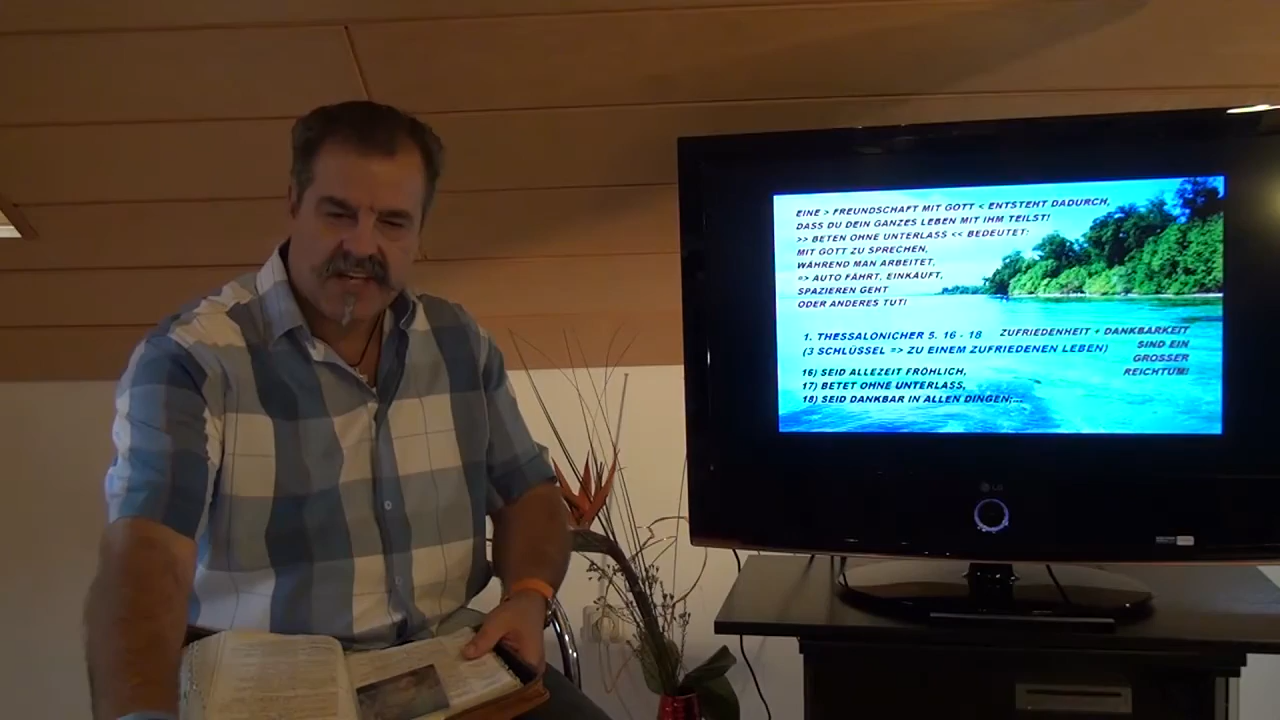 EINE > FREUNDSCHAFT MIT GOTT < ENTSTEHT DADURCH,
DASS DU DEIN GANZES LEBEN MIT IHM TEILST!
>> BETEN OHNE UNTERLASS << BEDEUTET:
MIT GOTT ZU SPRECHEN,
WÄHREND MAN ARBEITET,
=> AUTO FÄHRT, EINKAUFT,
SPAZIEREN GEHT
ODER ANDERES TUT!
1. THESSALONICHER 5. 16 - 18
(3 SCHLÜSSEL => ZU EINEM ZUFRIEDENEN LEBEN)
16) SEID ALLEZEIT FRÖHLICH,
17) BETET OHNE UNTERLASS,
18) SEID DANKBAR IN ALLEN DINGEN;...
ZUFRIEDENHEIT + DANKBARKEIT
SIND EIN
GROSSER
REICHTUM!
LG